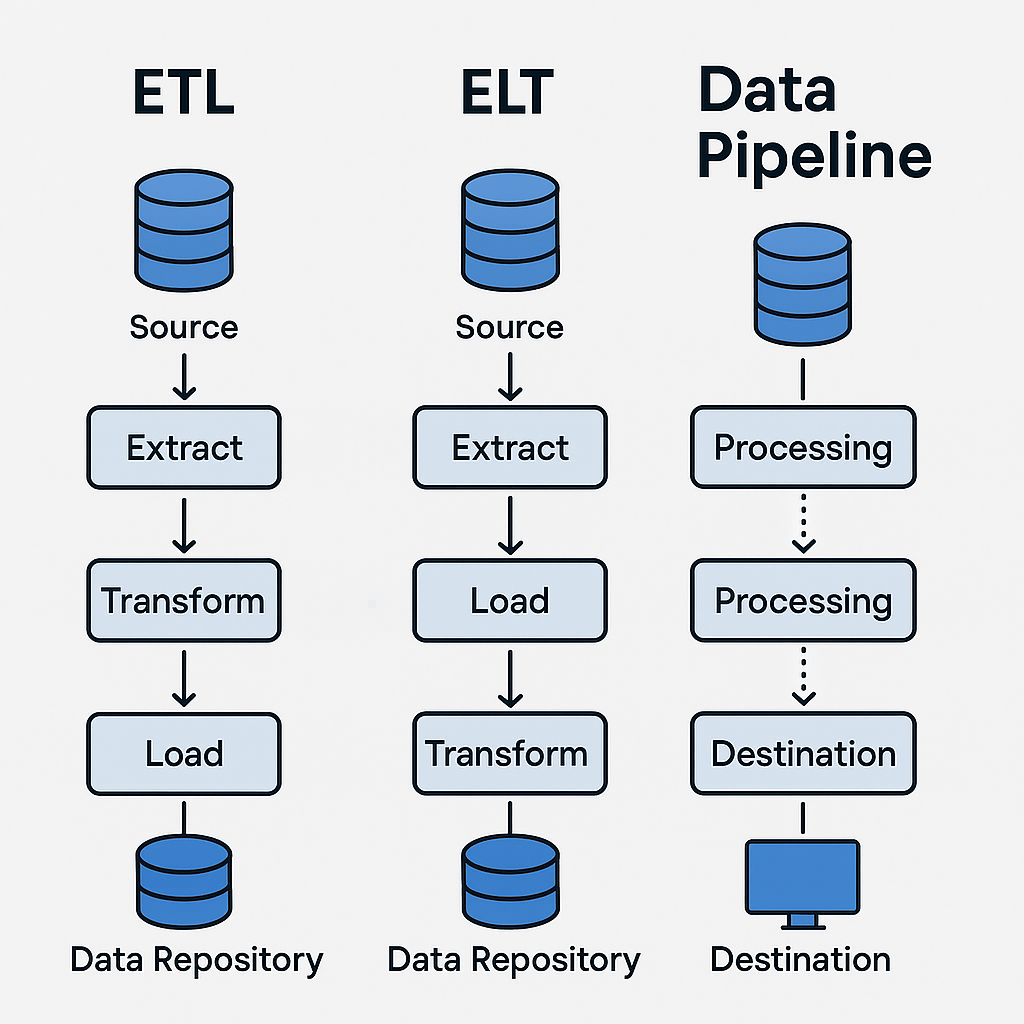 ETL
Source
Extract
Transform
Load
Data Repository
ELT
Source
Extract
Load
Transform
Data Repository
Data
Pipeline
Processing
Processing
Destination
Destination